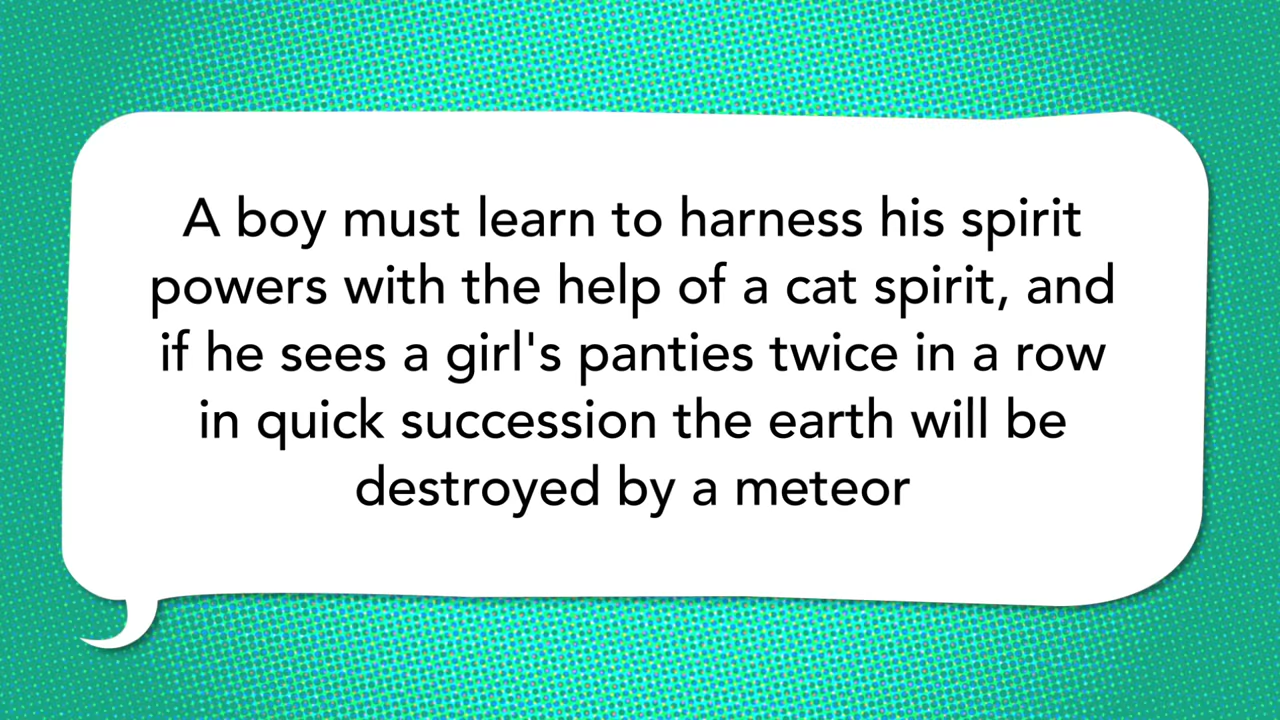 A boy must learn to harness his spirit
powers with the help of a cat spirit, and
if he sees a girl's panties twice in a row
in quick succession the earth will be
destroyed by a meteor